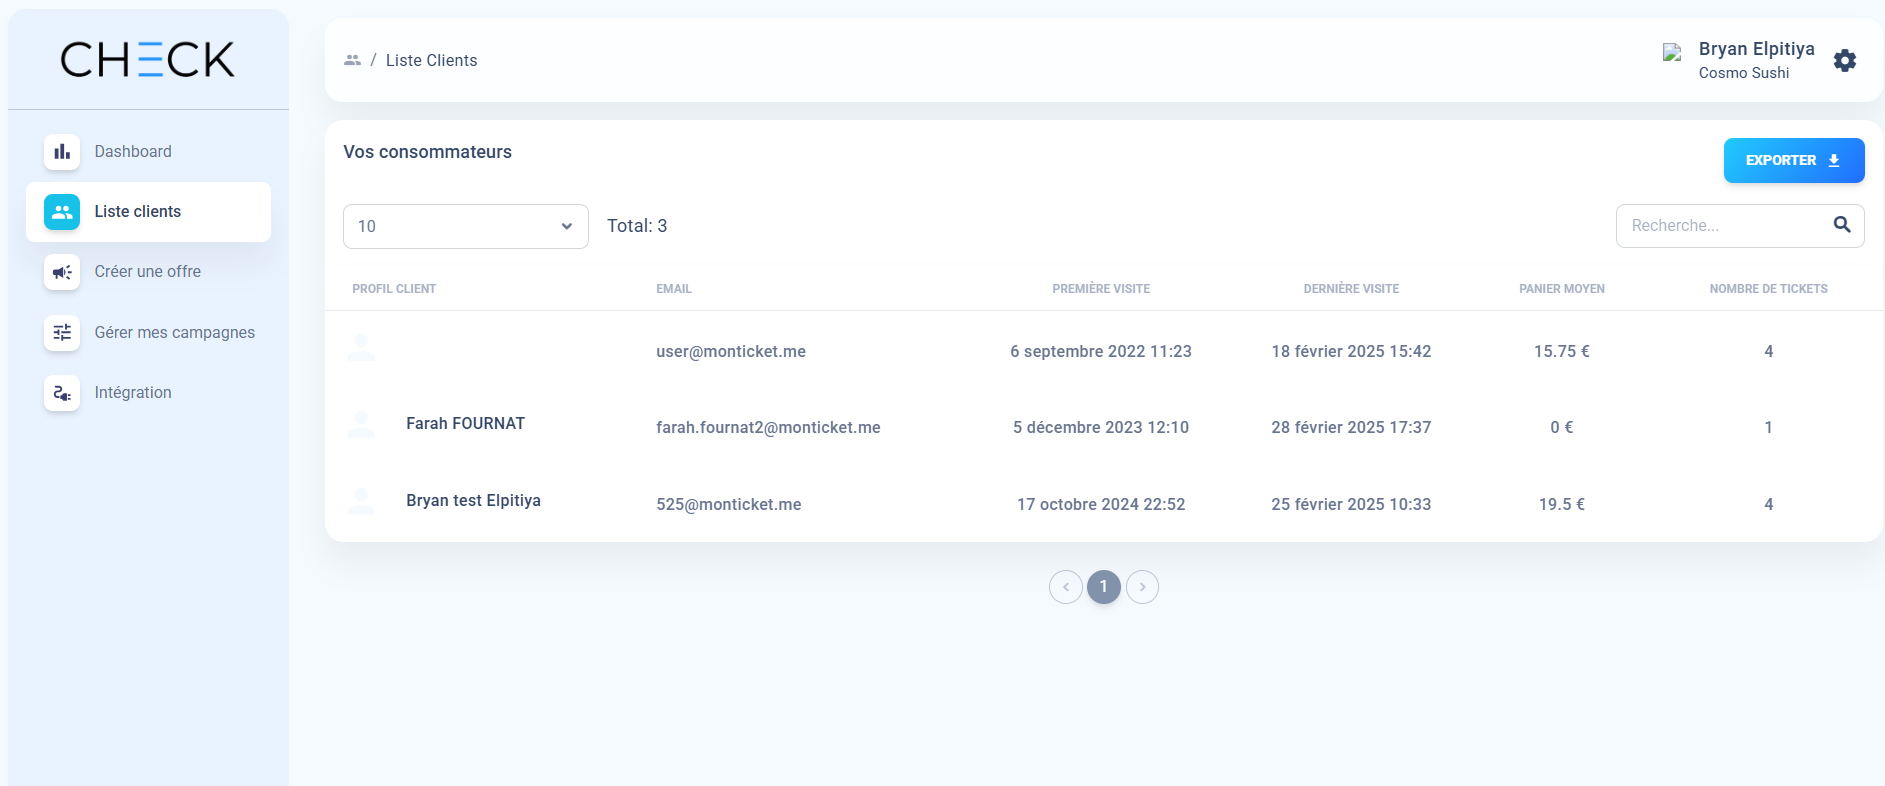 CHECK
Dashboard
Liste clients
Créer une offre
Gérer mes campagnes
Intégration
/ Liste Clients
Bryan Elpitiya
Cosmo Sushi
Vos consommateurs
EXPORTER
10
Total: 3
Recherche...
PROFIL CLIENT EMAIL PREMIÈRE VISITE DERNIÈRE VISITE PANIER MOYEN NOMBRE DE TICKETS
user@monticket.me 6 septembre 2022 11:23 18 février 2025 15:42 15.75 € 4
Farah FOURNAT farah.fournat2@monticket.me 5 décembre 2023 12:10 28 février 2025 17:37 0 € 1
Bryan test Elpitiya 525@monticket.me 17 octobre 2024 22:52 25 février 2025 10:33 19.5 € 4
1